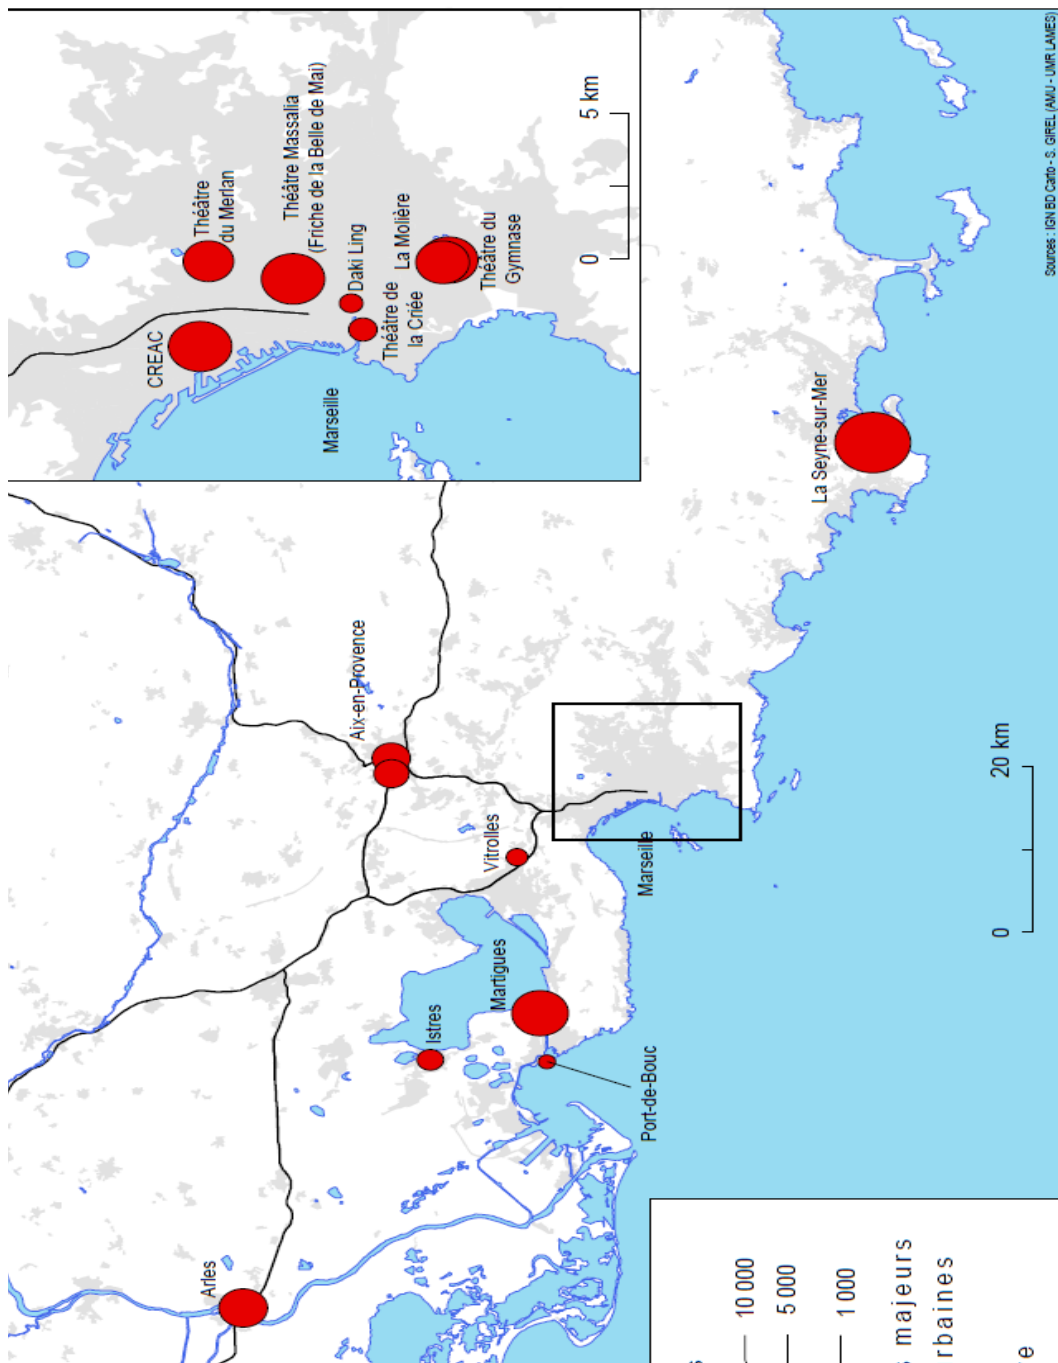 Théâtre
du Merlan
CREAC
Théâtre Massalia
(Friche de la Belle de Mai)
Daki Ling
Théâtre de
la Criée
La Molière
Théâtre du
Gymnase
Marseille
0
5 km
Arles
Aix-en-Provence
Vitrolles
Istres
Martigues
Port-de-Bouc
Marseille
La Seyne-sur-Mer
0
20 km
s
10 000
5 000
1 000
s majeurs
rbaines
e
Sources : IGN BD Carto - S. GIREL (AMU - UMR LAMES)